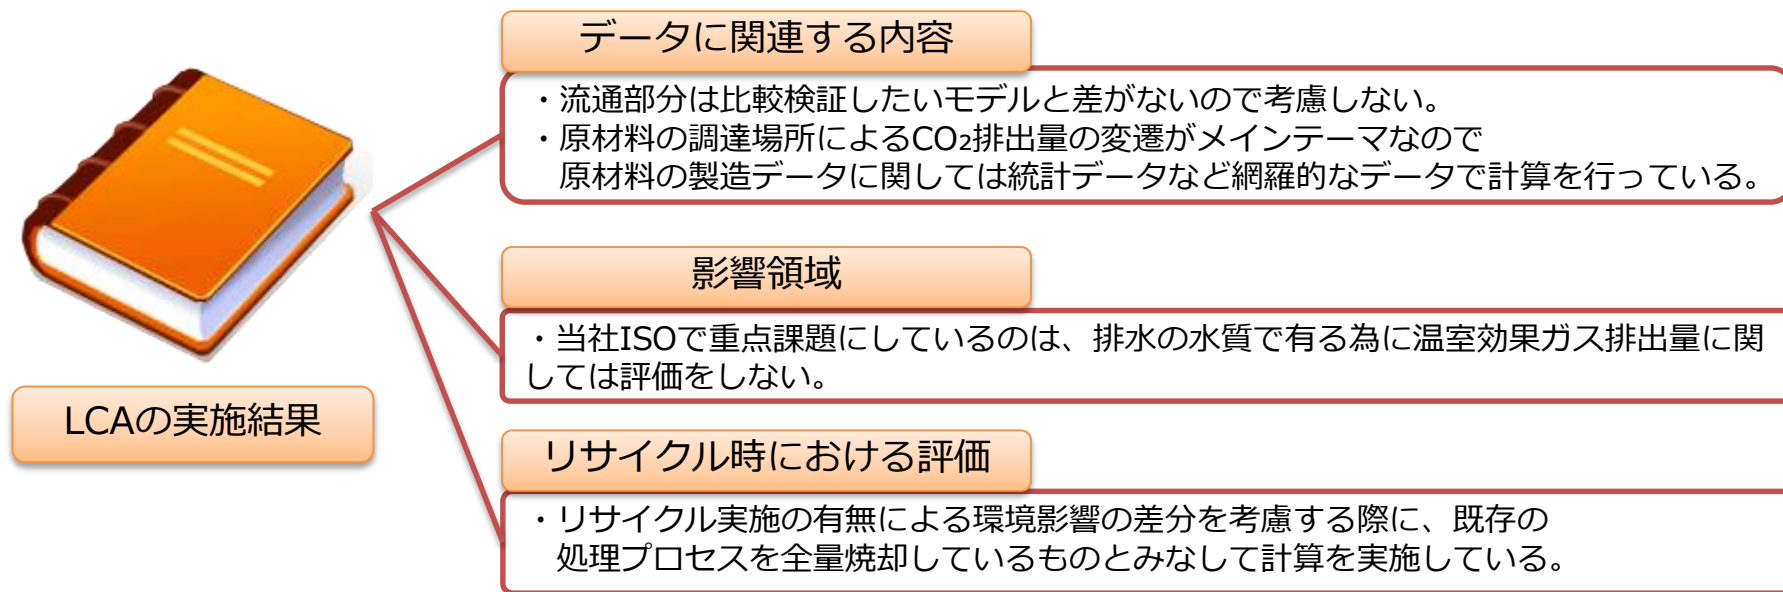 データに関連する内容
・流通部分は比較検証したいモデルと差がないので考慮しない。
・原材料の調達場所によるCO₂排出量の変遷がメインテーマなので
原材料の製造データに関しては統計データなど網羅的なデータで計算を行っている。
影響領域
・当社ISOで重点課題にしているのは、排水の水質で有る為に温室効果ガス排出量に関
しては評価をしない。
LCAの実施結果
リサイクル時における評価
・リサイクル実施の有無による環境影響の差分を考慮する際に、既存の
処理プロセスを全量焼却しているものとみなして計算を実施している。